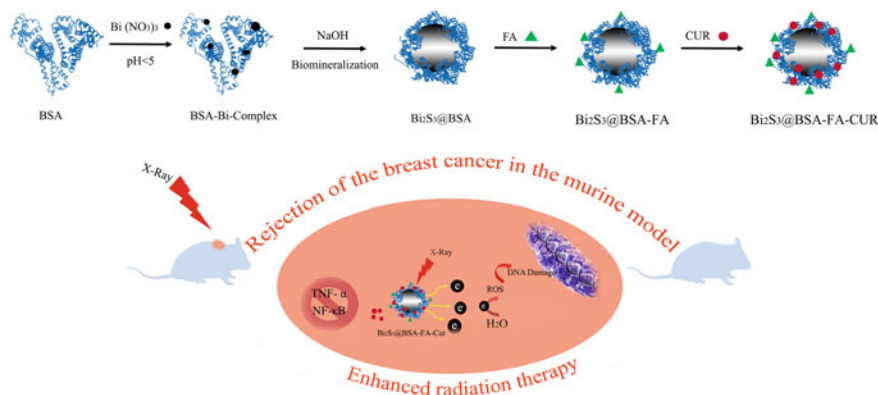 Bi (NO₃)₃
pH<5
NaOH
Biomineralization
FA
CUR
BSA
BSA-Bi-Complex
Bi₂S₃@BSA
Bi₂S₃@BSA-FA
Bi₂S₃@BSA-FA-CUR
X-Ray
Rejection of the breast cancer in the murine model
X-Ray
TNF- α
NF-κB
Bi₂S₃@BSA-FA-Cur
e
e
e
e
ROS
H₂O
DNA Damage
Enhanced radiation therapy